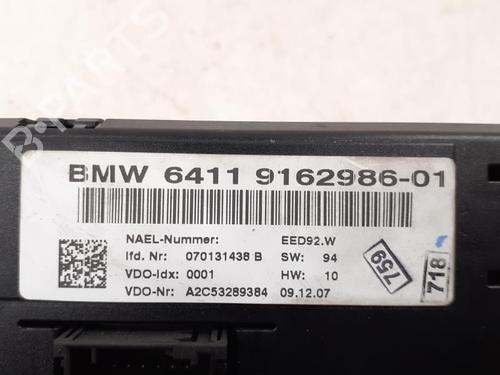 BMW 6411 9162986-01
NAEL-Nummer: EED92.W
lfd. Nr: 070131438 B SW: 94
VDO-Idx: 0001 HW: 10
VDO-Nr: A2C53289384 09.12.07
759
718